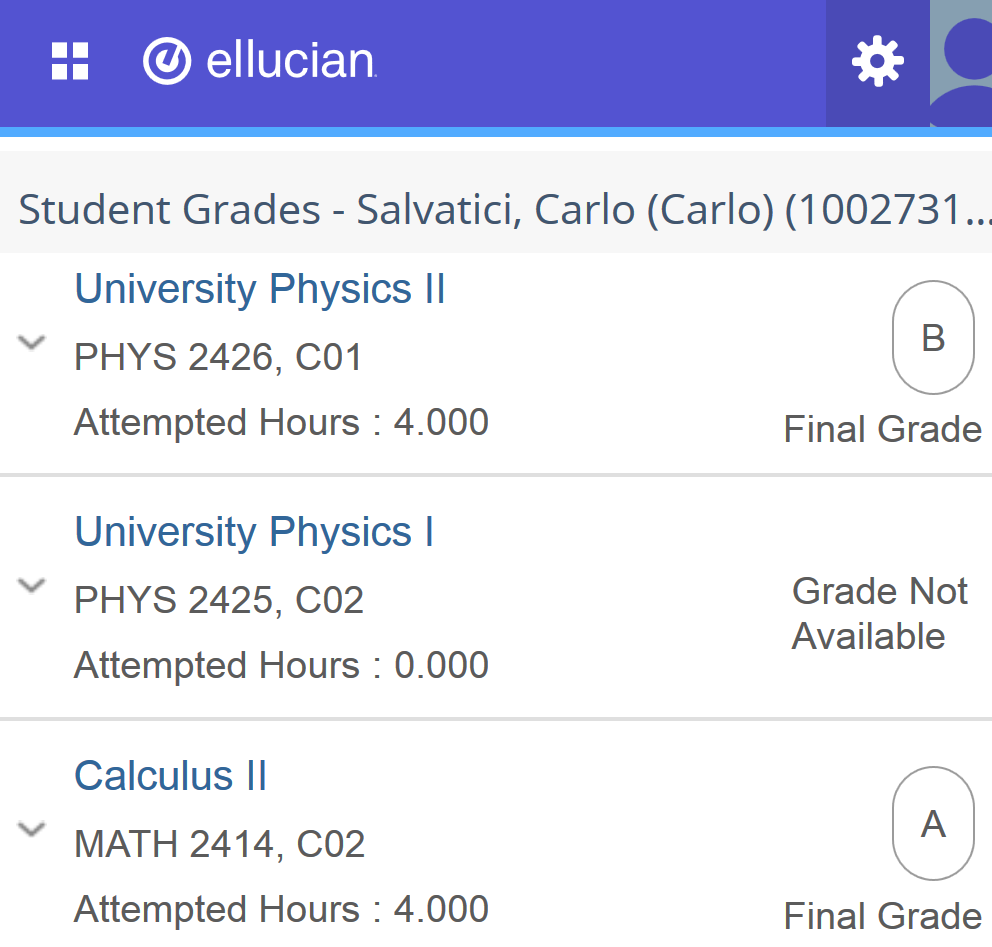 ellucian
Student Grades - Salvatici, Carlo (Carlo) (1002731...
University Physics II
PHYS 2426, C01
Attempted Hours : 4.000
B
Final Grade
University Physics I
PHYS 2425, C02
Attempted Hours : 0.000
Grade Not
Available
Calculus II
MATH 2414, C02
Attempted Hours : 4.000
A
Final Grade